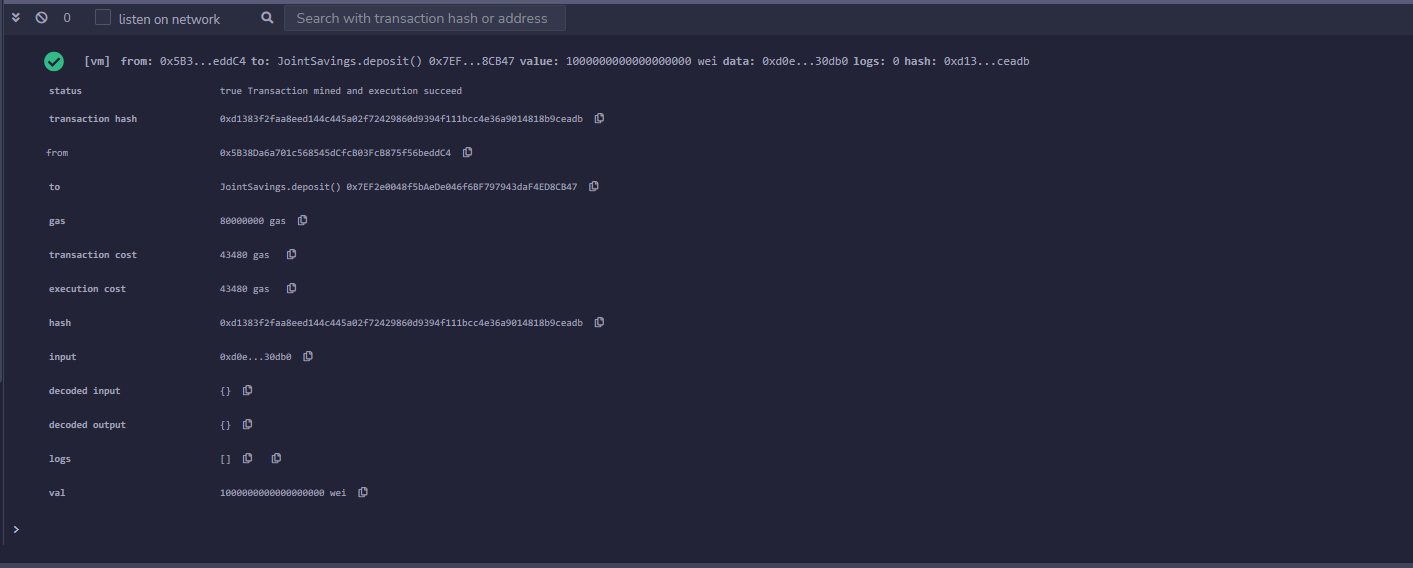 0 listen on network Search with transaction hash or address
[vm] from: 0x5B3...eddC4 to: JointSavings.deposit() 0x7EF...8CB47 value: 1000000000000000000 wei data: 0xd0e...30db0 logs: 0 hash: 0xd13...ceadb
status true Transaction mined and execution succeed
transaction hash 0xd1383f2faa8eed144c445a02f72429860d9394f111bcc4e36a9014818b9ceadb
from 0x5B38Da6a701c568545dCfcB03FcB875f56beddC4
to JointSavings.deposit() 0x7EF2e0048f5bAeDe046f6BF797943daF4ED8CB47
gas 80000000 gas
transaction cost 43480 gas
execution cost 43480 gas
hash 0xd1383f2faa8eed144c445a02f72429860d9394f111bcc4e36a9014818b9ceadb
input 0xd0e...30db0
decoded input {}
decoded output {}
logs []
val 1000000000000000000 wei
>